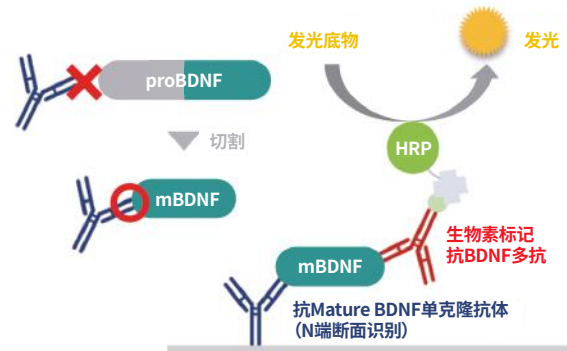 发光底物
发光
proBDNF
切割
HRP
mBDNF
生物素标记
抗BDNF多抗
mBDNF
抗Mature BDNF单克隆抗体
（N端断面识别）